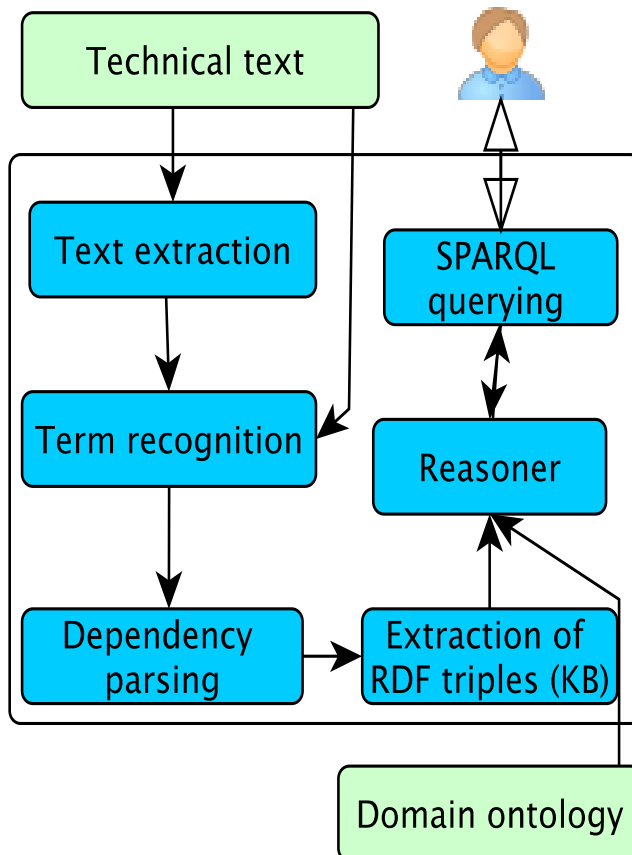 Technical text
Text extraction
SPARQL
querying
Term recognition
Reasoner
Dependency
parsing
Extraction of
RDF triples (KB)
Domain ontology